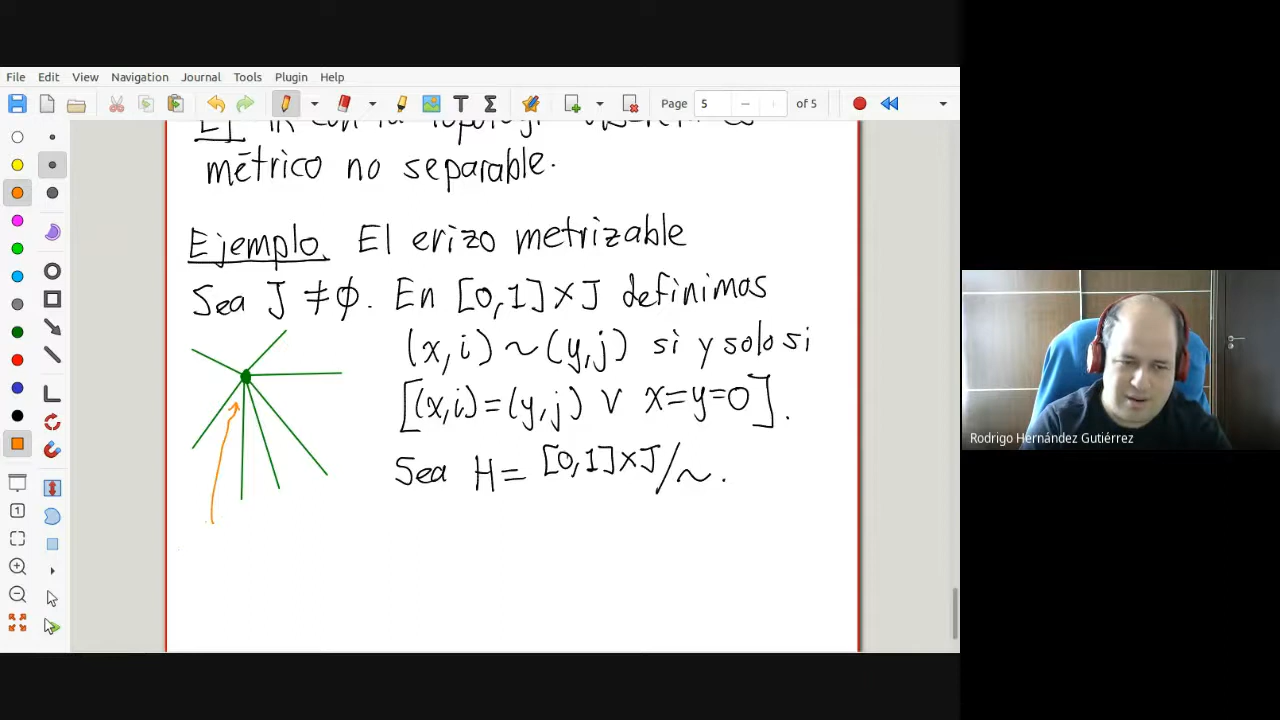 File Edit View Navigation Journal Tools Plugin Help
Page 5 of 5
métrico no separable.
Ejemplo. El erizo metrizable
Sea J ≠ ∅. En [0,1]×J definimos
(x,i) ~ (y,j) si y solo si
[(x,i)=(y,j) ∨ x=y=0].
Sea H = [0,1]×J/~.
Rodrigo Hernández Gutiérrez